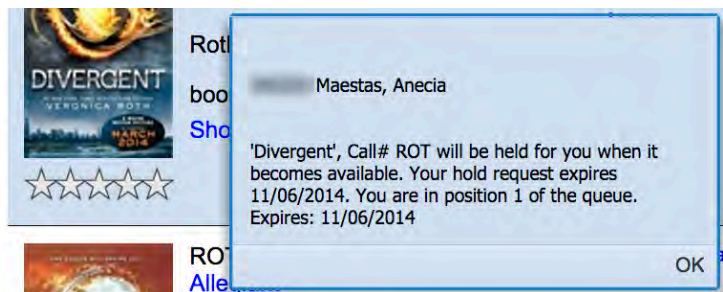 DIVERGENT
VERONICA ROTH
MARCH
2014
Rotl
boo
Sho
Maestas, Anecia
'Divergent', Call# ROT will be held for you when it
becomes available. Your hold request expires
11/06/2014. You are in position 1 of the queue.
Expires: 11/06/2014
OK
ROT
Alle